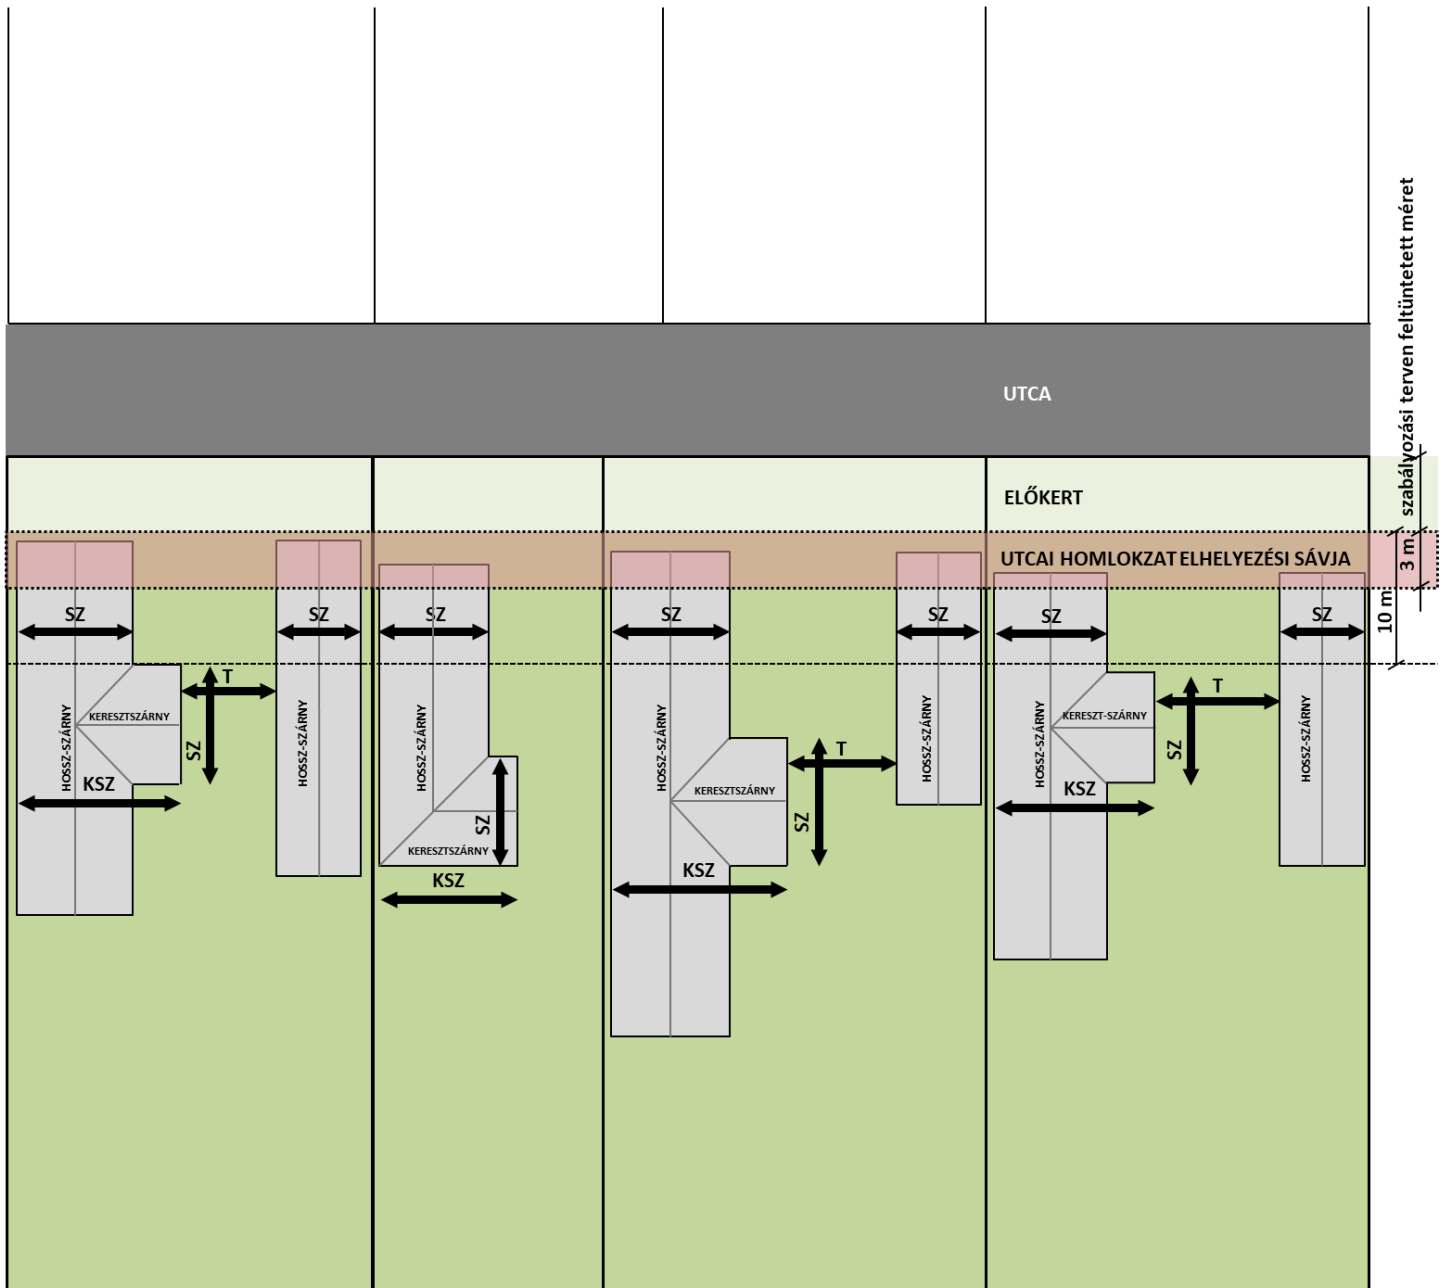 szabályozási terven feltüntetett méret
UTCA
ELŐKERT
UTCAI HOMLOKZAT ELHELYEZÉSI SÁVJA
3 m
10 m
SZ
SZ
SZ
SZ
SZ
SZ
SZ
HOSSZ-SZÁRNY
KERESZTSZÁRNY
SZ
T
KSZ
HOSSZ-SZÁRNY
HOSSZ-SZÁRNY
SZ
KERESZTSZÁRNY
KSZ
HOSSZ-SZÁRNY
KERESZTSZÁRNY
SZ
T
KSZ
HOSSZ-SZÁRNY
HOSSZ-SZÁRNY
KERESZT-SZÁRNY
SZ
T
KSZ
HOSSZ-SZÁRNY